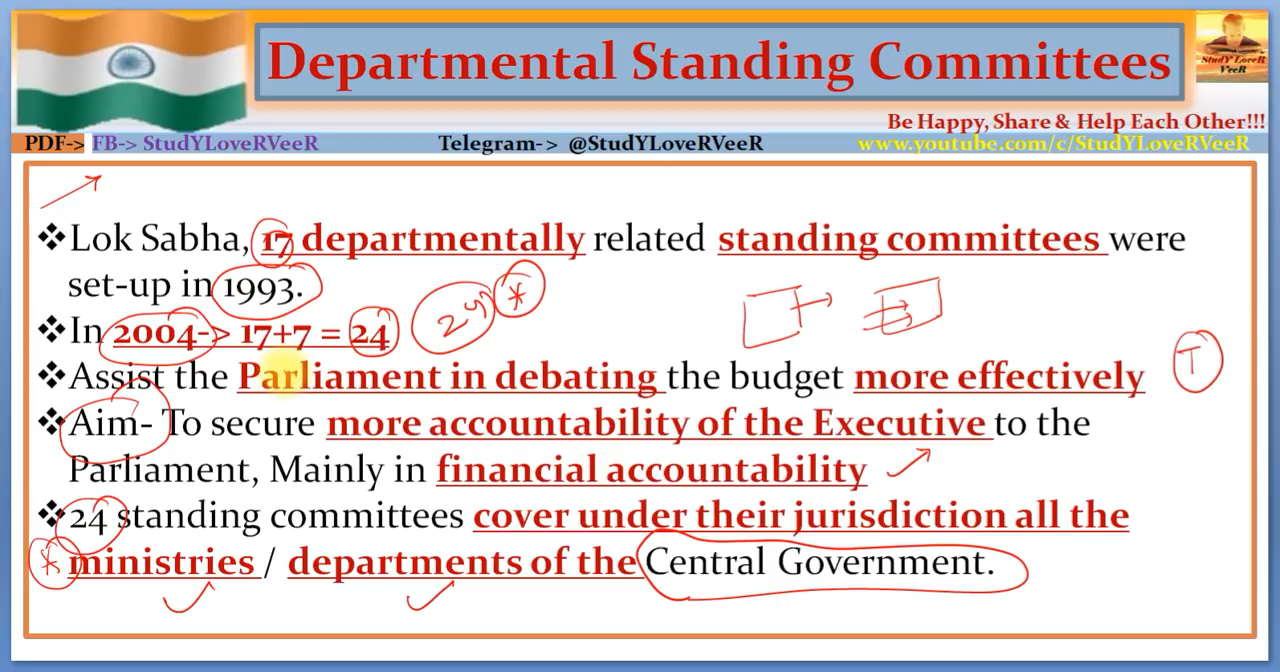 Departmental Standing Committees
StudY LoveR
VeeR
Be Happy, Share & Help Each Other!!!
PDF-> FB-> StudYLoveRVeeR Telegram-> @StudYLoveRVeeR www.youtube.com/c/StudYLoveRVeeR
❖Lok Sabha, 17 departmentally related standing committees were
set-up in 1993.
❖In 2004-> 17+7 = 24
24
❖Assist the Parliament in debating the budget more effectively
T
❖Aim- To secure more accountability of the Executive to the
Parliament, Mainly in financial accountability
❖24 standing committees cover under their jurisdiction all the
ministries / departments of the Central Government.